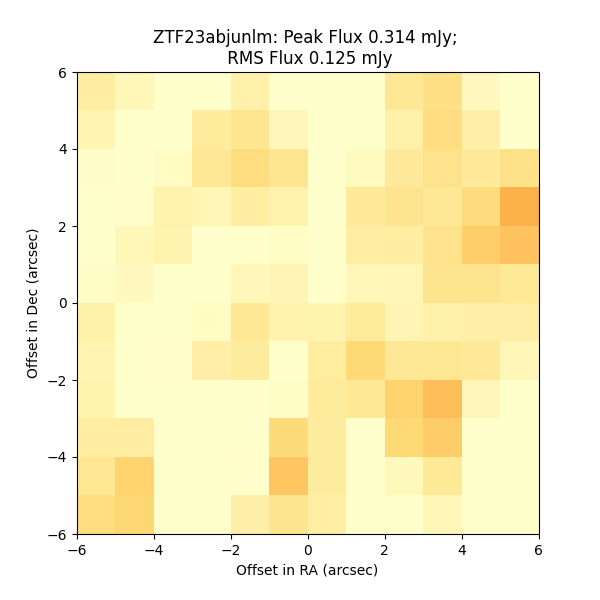 ZTF23abjunlm: Peak Flux 0.314 mJy;
RMS Flux 0.125 mJy
6
4
2
0
−2
−4
−6
Offset in Dec (arcsec)
−6 −4 −2 0 2 4 6
Offset in RA (arcsec)